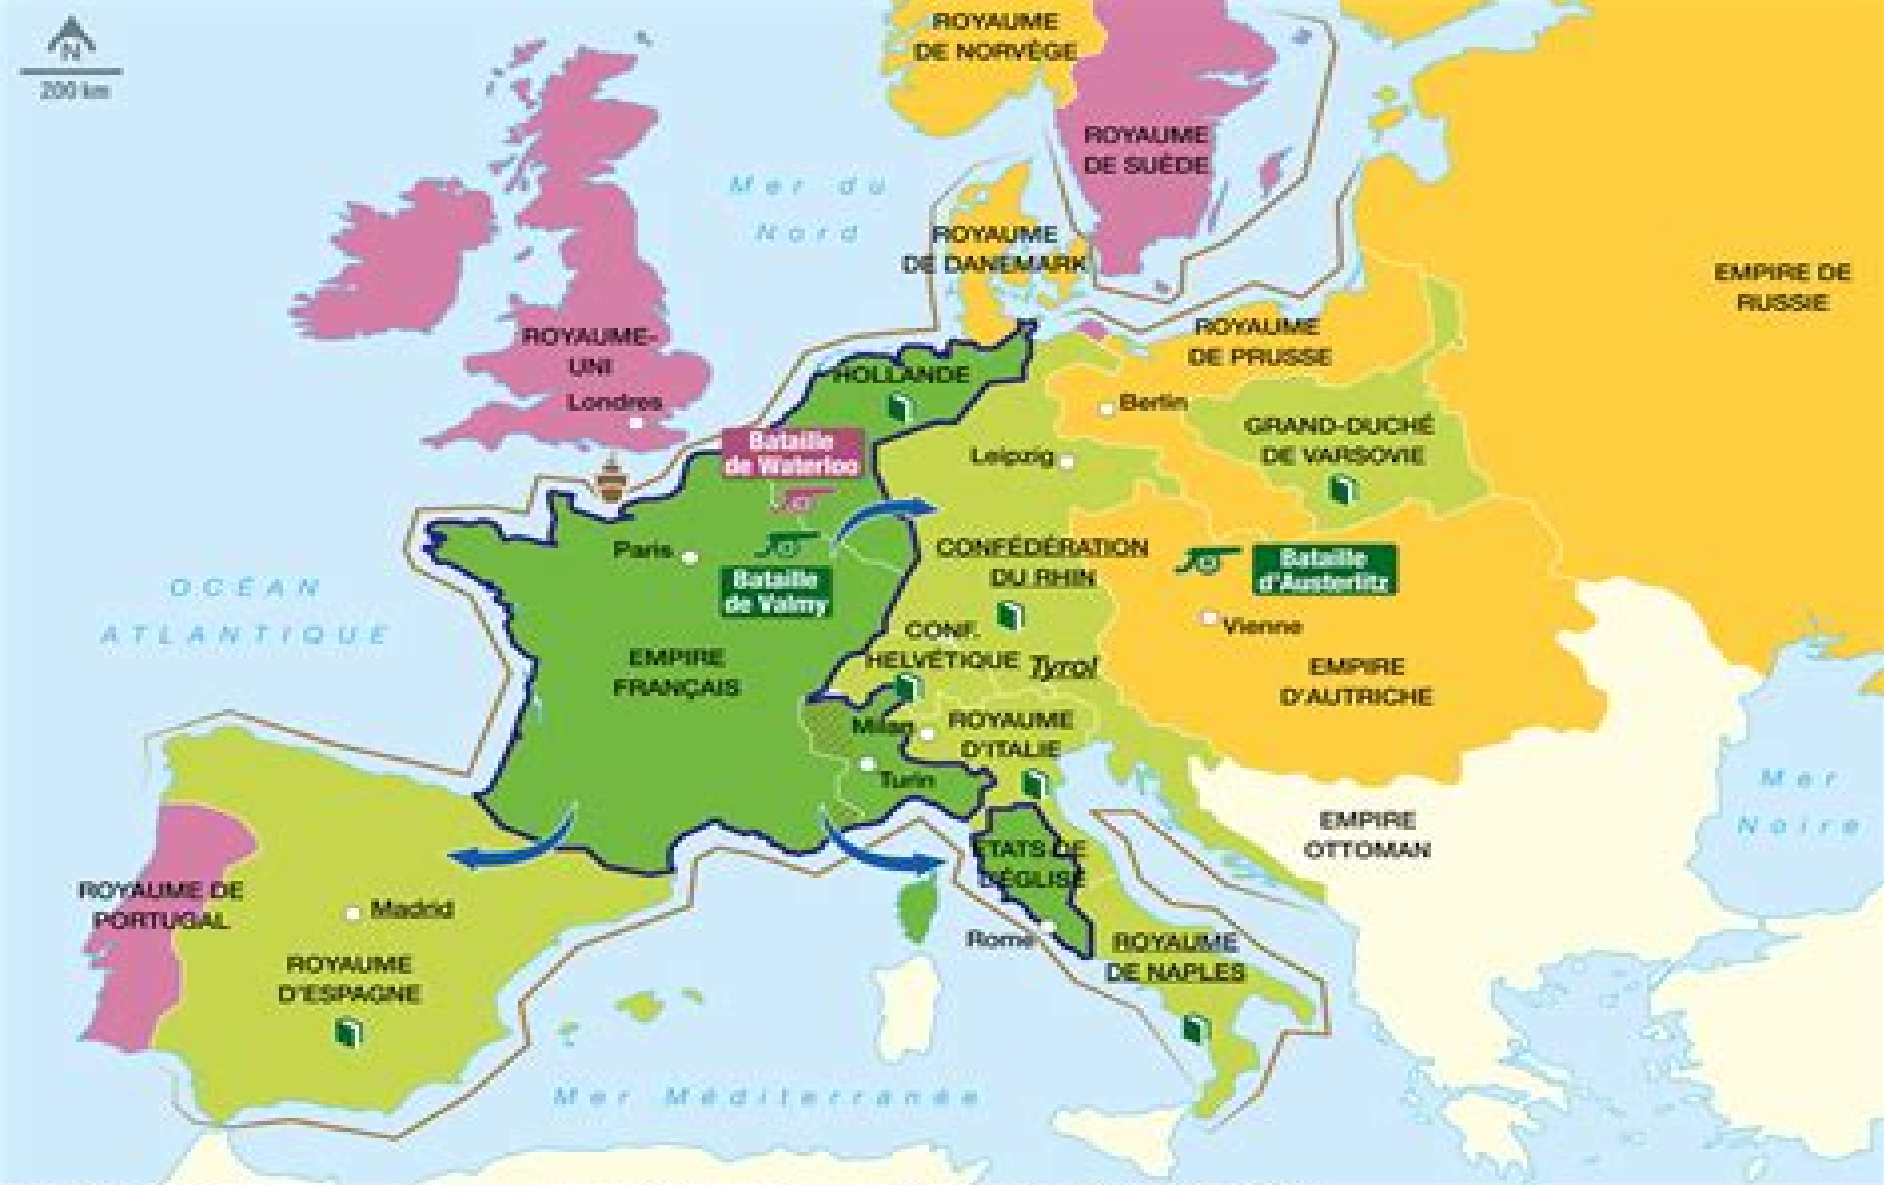 N
200 km
ROYAUME
DE NORVÈGE
ROYAUME
DE SUÈDE
Mer du
Nord
ROYAUME
DE DANEMARK
EMPIRE DE
RUSSIE
ROYAUME-
UNI
Londres
HOLLANDE
ROYAUME
DE PRUSSE
Berlin
GRAND-DUCHÉ
DE VARSOVIE
Bataille
de Waterloo
Leipzig
Paris
Bataille
de Valmy
CONFÉDÉRATION
DU RHIN
Bataille
d'Austerlitz
Vienne
OCÉAN
ATLANTIQUE
EMPIRE
FRANÇAIS
CONF.
HELVÉTIQUE
Tyrol
EMPIRE
D'AUTRICHE
Milan
ROYAUME
D'ITALIE
Turin
Mer
Noire
EMPIRE
OTTOMAN
ÉTATS DE
L'ÉGLISE
ROYAUME DE
PORTUGAL
Madrid
Rome
ROYAUME
DE NAPLES
ROYAUME
D'ESPAGNE
Mer Méditerranée